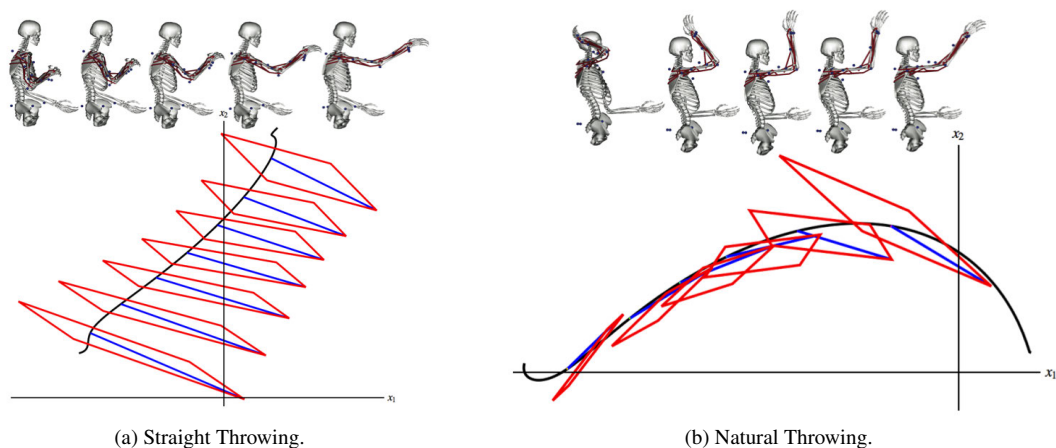 x₂
x₁
(a) Straight Throwing.
x₂
x₁
(b) Natural Throwing.